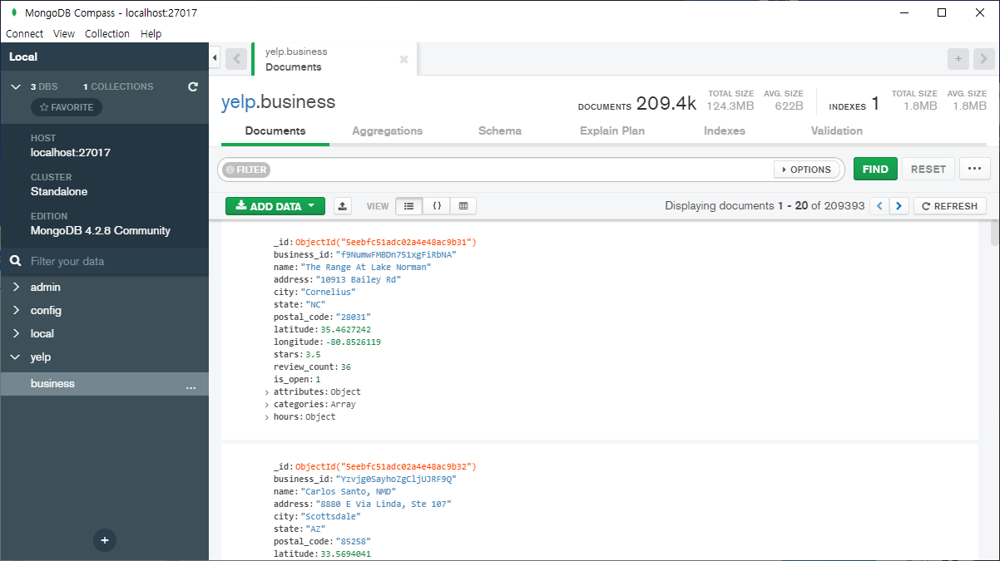 MongoDB Compass - localhost:27017
Connect View Collection Help
Local
3 DBS 1 COLLECTIONS
FAVORITE
HOST
localhost:27017
CLUSTER
Standalone
EDITION
MongoDB 4.2.8 Community
Filter your data
admin
config
local
yelp
business ...
yelp.business
Documents
yelp.business
DOCUMENTS 209.4k
TOTAL SIZE
124.3MB
AVG. SIZE
622B
INDEXES 1
TOTAL SIZE
1.8MB
AVG. SIZE
1.8MB
Documents Aggregations Schema Explain Plan Indexes Validation
FILTER
OPTIONS
FIND
RESET
...
ADD DATA
VIEW
{}
Displaying documents 1 - 20 of 209393
REFRESH
_id:ObjectId("5eebfc51adc02a4e48ac9b31")
business_id:"f9NumwFMBDn751xgFiRbNA"
name:"The Range At Lake Norman"
address:"10913 Bailey Rd"
city:"Cornelius"
state:"NC"
postal_code:"28031"
latitude:35.4627242
longitude:-80.8526119
stars:3.5
review_count:36
is_open:1
attributes:Object
categories:Array
hours:Object
_id:ObjectId("5eebfc51adc02a4e48ac9b32")
business_id:"Yzvjg0SayhoZgCljUJRF9Q"
name:"Carlos Santo, NMD"
address:"8880 E Via Linda, Ste 107"
city:"Scottsdale"
state:"AZ"
postal_code:"85258"
latitude:33.5694041